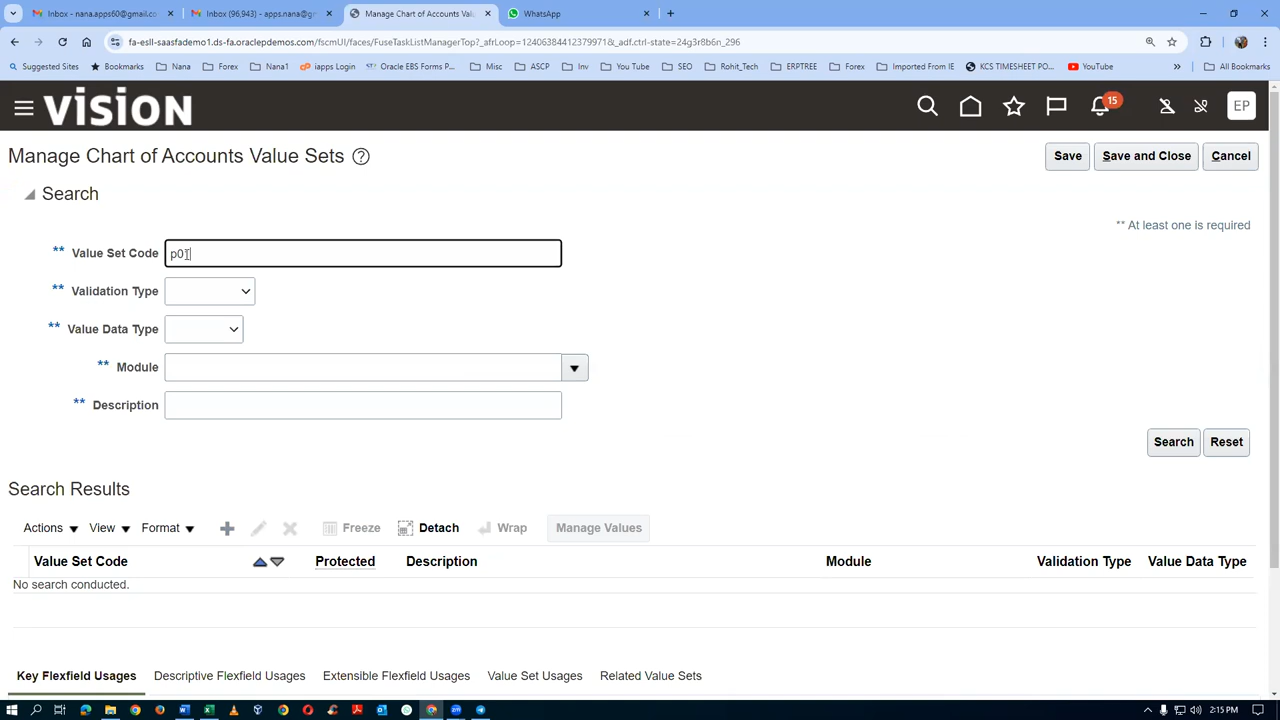 Inbox - nana.apps60@gmail.co
Inbox (96,943) - apps.nana@gr
Manage Chart of Accounts Valu
WhatsApp
fa-esll-saasfademo1.ds-fa.oraclepdemos.com/fscmUI/faces/FuseTaskListManagerTop?_afrLoop=12406384412379971&_adf.ctrl-state=24g3r8b6n_296
Suggested Sites
Bookmarks
Nana
Forex
Nana1
iapps Login
Oracle EBS Forms P...
Misc
ASCP
Inv
You Tube
SEO
Rohit_Tech
ERPTREE
Forex
Imported From IE
KCS TIMESHEET PO...
YouTube
»
All Bookmarks
VISION
15
EP
Manage Chart of Accounts Value Sets ?
Save
Save and Close
Cancel
Search
** At least one is required
** Value Set Code p0
** Validation Type
** Value Data Type
** Module
** Description
Search
Reset
Search Results
Actions View Format Freeze Detach Wrap Manage Values
Value Set Code Protected Description Module Validation Type Value Data Type
No search conducted.
Key Flexfield Usages Descriptive Flexfield Usages Extensible Flexfield Usages Value Set Usages Related Value Sets
2:15 PM